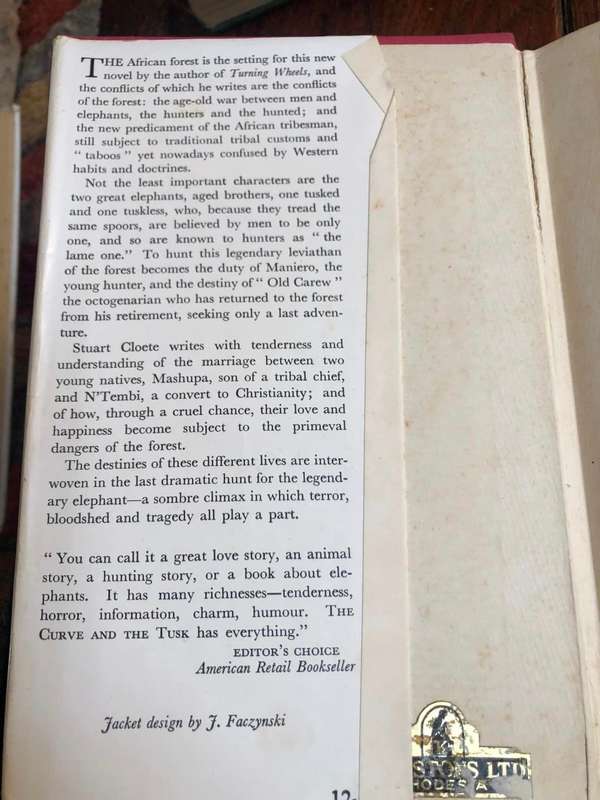 THE African forest is the setting for this new
novel by the author of Turning Wheels, and
the conflicts of which he writes are the conflicts
of the forest: the age-old war between men and
elephants, the hunters and the hunted; and
the new predicament of the African tribesman,
still subject to traditional tribal customs and
“ taboos ” yet nowadays confused by Western
habits and doctrines.
Not the least important characters are the
two great elephants, aged brothers, one tusked
and one tuskless, who, because they tread the
same spoors, are believed by men to be only
one, and so are known to hunters as “ the
lame one.” To hunt this legendary leviathan
of the forest becomes the duty of Maniero, the
young hunter, and the destiny of “ Old Carew ”
the octogenarian who has returned to the forest
from his retirement, seeking only a last adven-
ture.
Stuart Cloete writes with tenderness and
understanding of the marriage between two
young natives, Mashupa, son of a tribal chief,
and N'Tembi, a convert to Christianity; and
of how, through a cruel chance, their love and
happiness become subject to the primeval
dangers of the forest.
The destinies of these different lives are inter-
woven in the last dramatic hunt for the legend-
ary elephant—a sombre climax in which terror,
bloodshed and tragedy all play a part.
“ You can call it a great love story, an animal
story, a hunting story, or a book about ele-
phants. It has many richnesses—tenderness,
horror, information, charm, humour. THE
CURVE AND THE TUSK has everything.”
EDITOR'S CHOICE
American Retail Bookseller
Jacket design by J. Faczynski
LTD